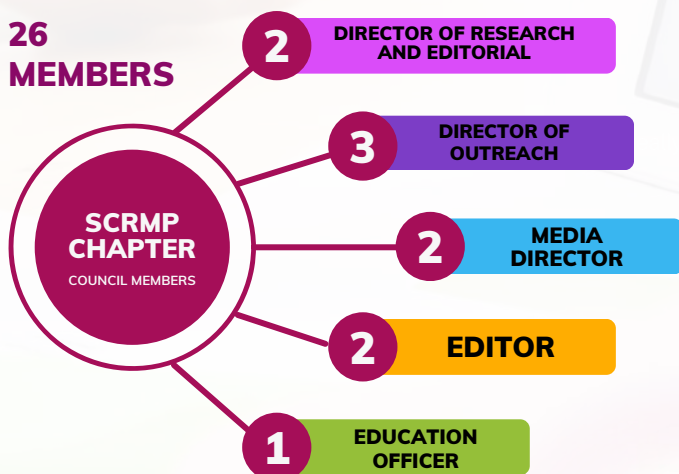 26
MEMBERS
SCRMP
CHAPTER
COUNCIL MEMBERS
2
DIRECTOR OF RESEARCH
AND EDITORIAL
3
DIRECTOR OF
OUTREACH
2
MEDIA
DIRECTOR
2
EDITOR
1
EDUCATION
OFFICER